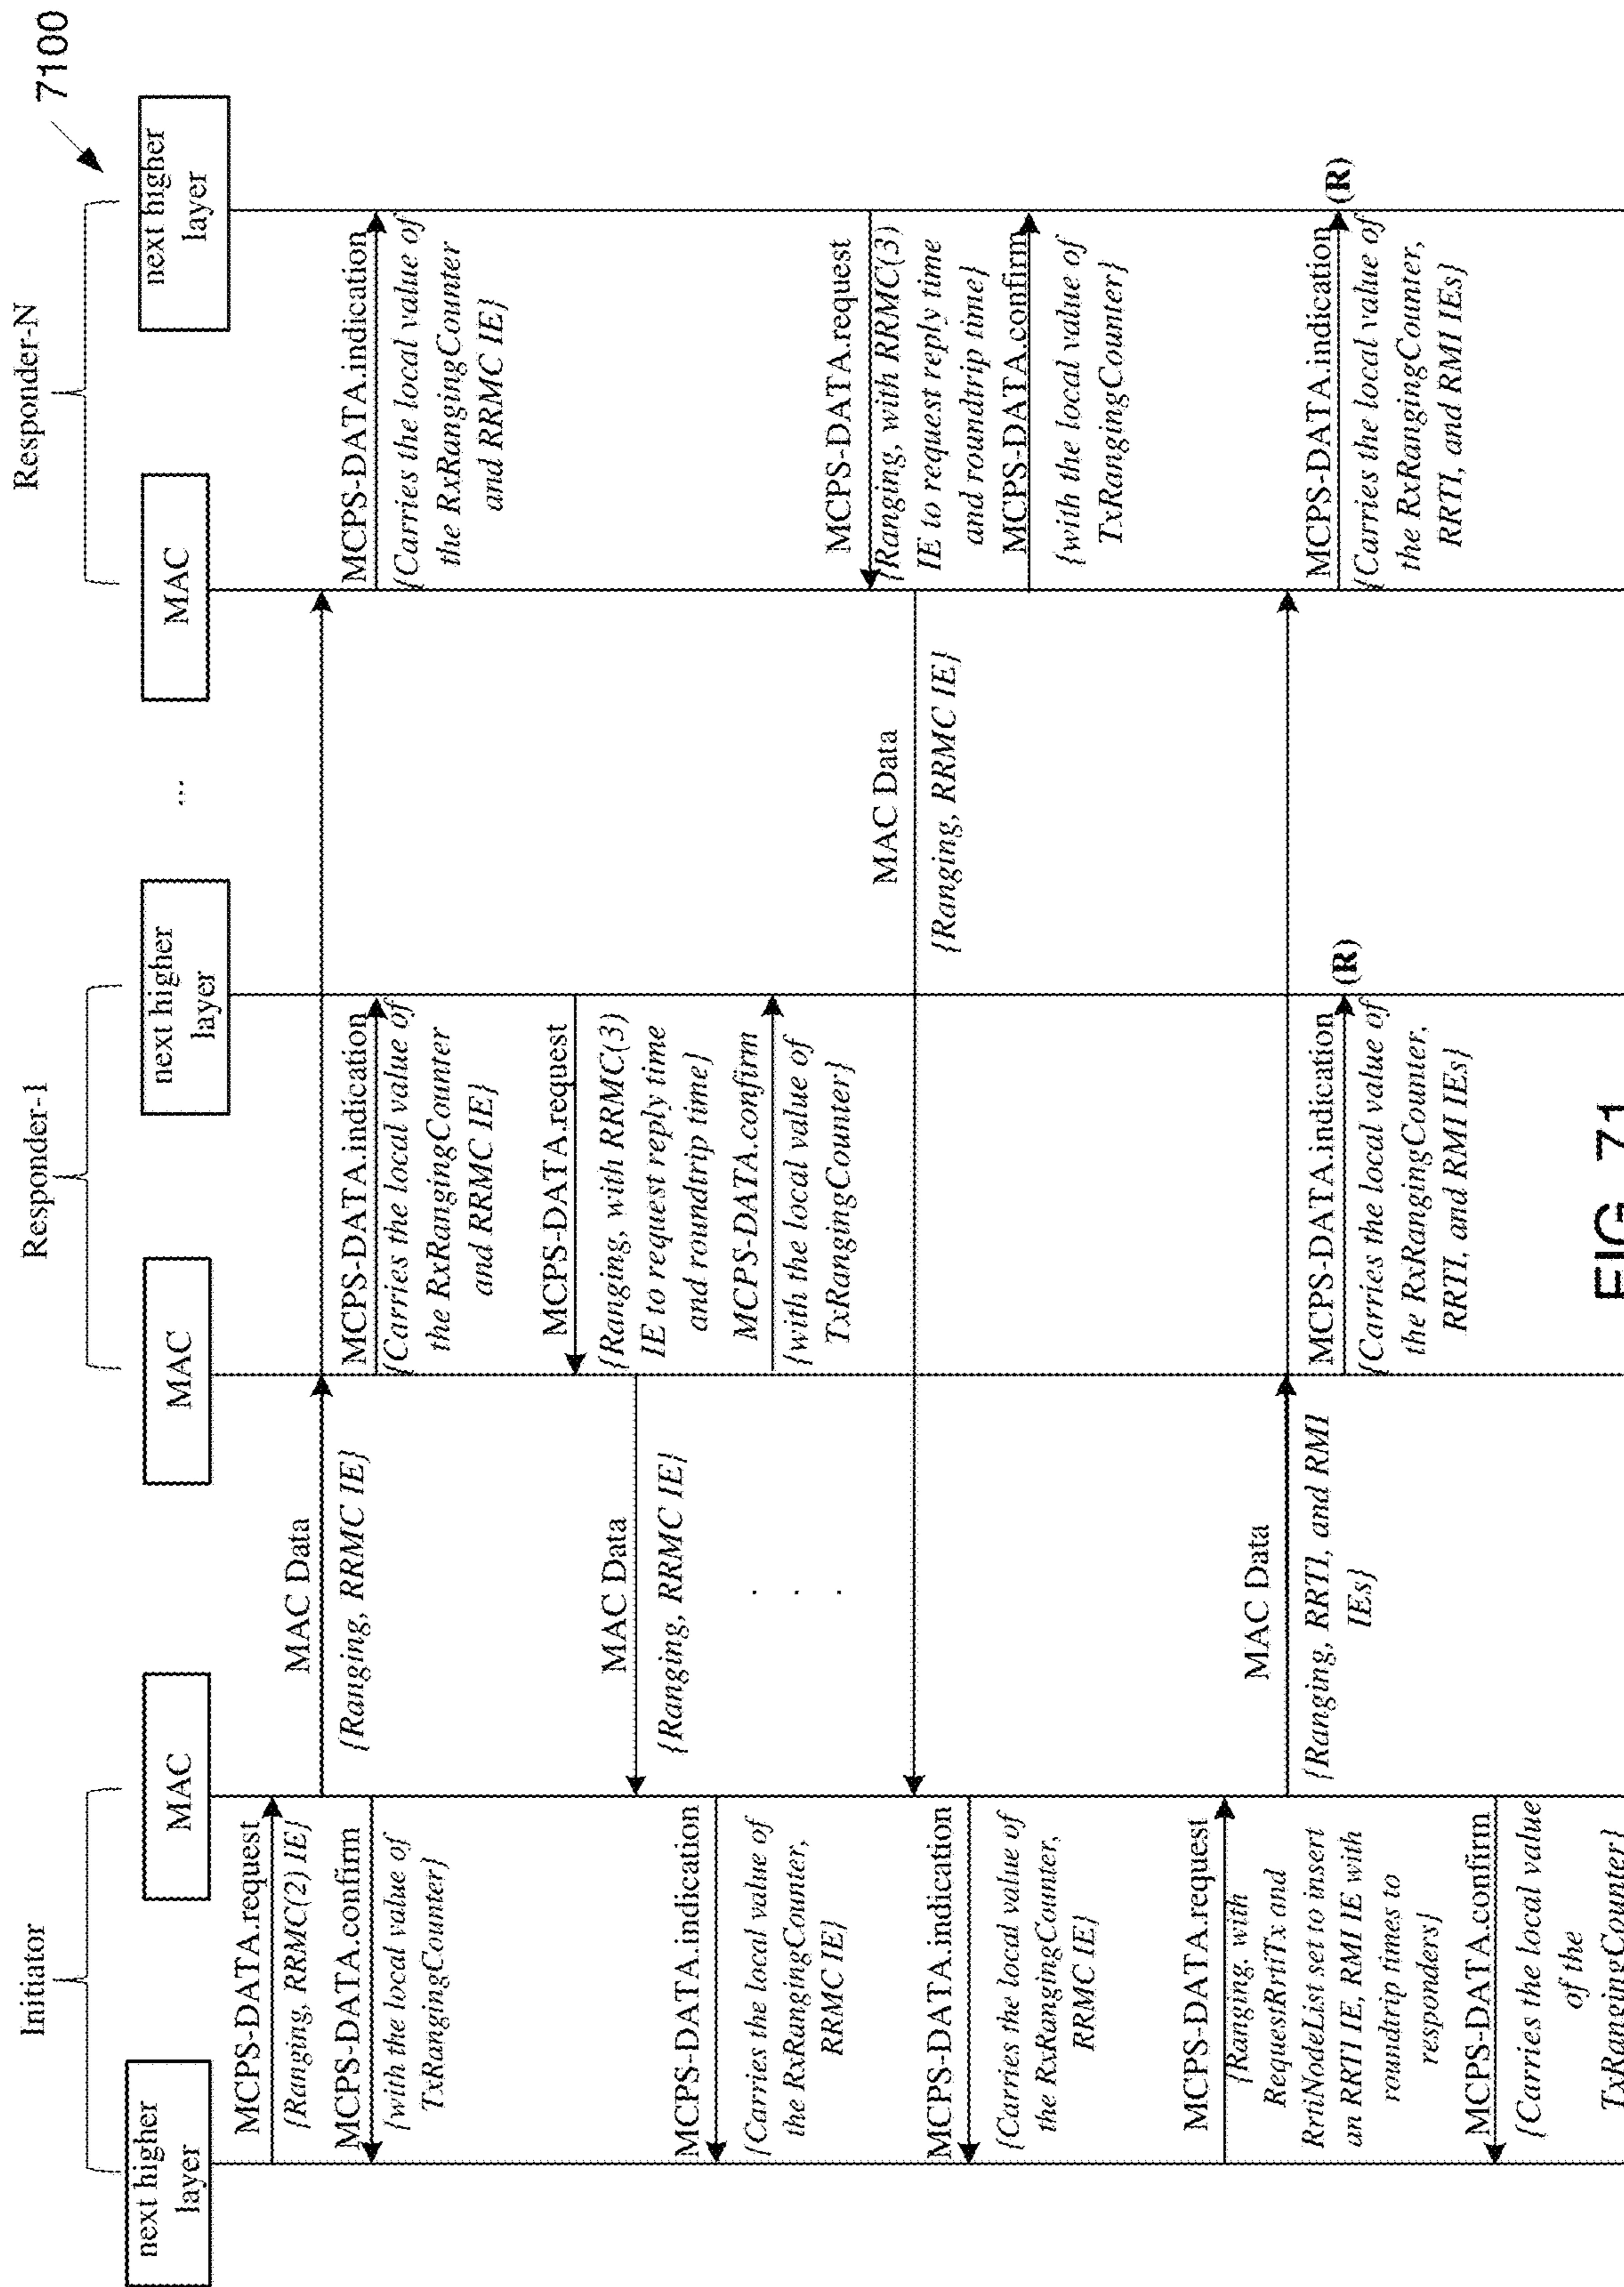 7100
Initiator
Responder-1
Responder-N
next higher
layer
MAC
MAC
next higher
layer
...
MAC
next higher
layer
MCPS-DATA.request
{Ranging, RRMC(2) IE}
MAC Data
{Ranging, RRMC IE}
MCPS-DATA.confirm
{with the local value of
TxRangingCounter}
MCPS-DATA.indication
{Carries the local value of
the RxRangingCounter
and RRMC IE}
MCPS-DATA.indication
{Carries the local value of
the RxRangingCounter
and RRMC IE}
MCPS-DATA.request
{Ranging, with RRMC(3)
IE to request reply time
and roundtrip time}
MAC Data
{Ranging, RRMC IE}
MCPS-DATA.confirm
{with the local value of
TxRangingCounter}
MCPS-DATA.indication
{Carries the local value of
the RxRangingCounter,
RRMC IE}
. . .
MCPS-DATA.request
{Ranging, with RRMC(3)
IE to request reply time
and roundtrip time}
MAC Data
{Ranging, RRMC IE}
MCPS-DATA.confirm
{with the local value of
TxRangingCounter}
MCPS-DATA.indication
{Carries the local value of
the RxRangingCounter,
RRMC IE}
MCPS-DATA.request
{Ranging, with
RequestRrtiTx and
RrtiNodeList set to insert
an RRTI IE, RMI IE with
roundtrip times to
responders}
MAC Data
{Ranging, RRTI, and RMI
IEs}
MCPS-DATA.indication
(R)
{Carries the local value of
the RxRangingCounter,
RRTI, and RMI IEs}
MCPS-DATA.indication
(R)
{Carries the local value of
the RxRangingCounter,
RRTI, and RMI IEs}
MCPS-DATA.confirm
{Carries the local value
of the
TxRangingCounter}
FIG. 71